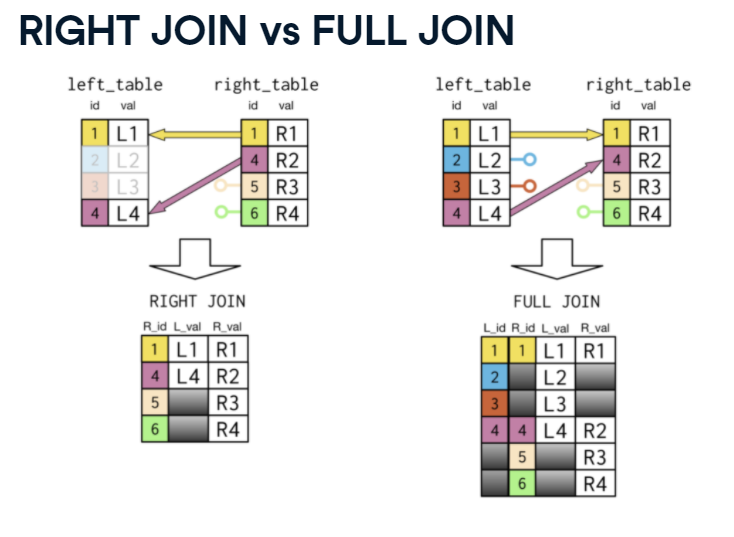 RIGHT JOIN vs FULL JOIN
left_table right_table
id val id val
1 L1 1 R1
2 L2 4 R2
3 L3 5 R3
4 L4 6 R4
RIGHT JOIN
R_id L_val R_val
1 L1 R1
4 L4 R2
5 R3
6 R4
left_table right_table
id val id val
1 L1 1 R1
2 L2 4 R2
3 L3 5 R3
4 L4 6 R4
FULL JOIN
L_id R_id L_val R_val
1 1 L1 R1
2 L2
3 L3
4 4 L4 R2
5 R3
6 R4